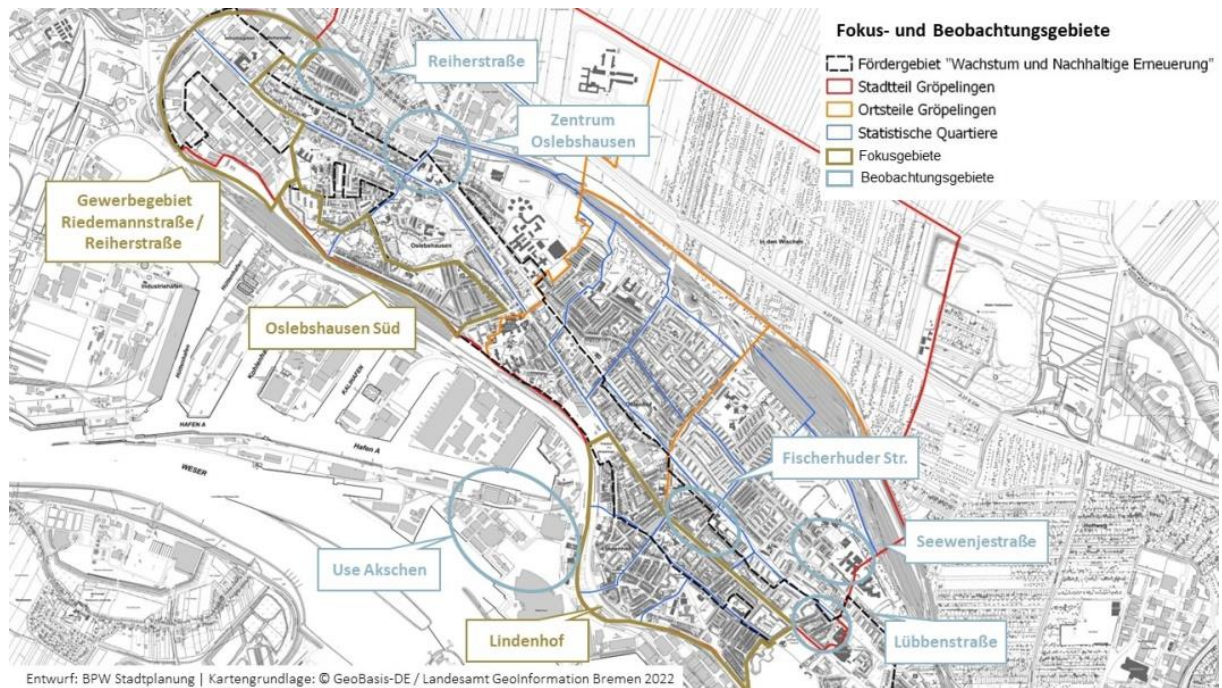 Fokus- und Beobachtungsgebiete
Fördergebiet "Wachstum und Nachhaltige Erneuerung"
Stadtteil Gröpelingen
Ortsteile Gröpelingen
Statistische Quartiere
Fokusgebiete
Beobachtungsgebiete
Reiherstraße
Zentrum
Oslebshausen
Gewerbegebiet
Riedemannstraße /
Reiherstraße
Oslebshausen
In den Wischen
Industriehäfen
Oslebshausen Süd
HAFEN A
Hafen A
WESER
Fischerhuder Str.
Use Akschen
Seewenjestraße
Lindenhof
Lübbenstraße
Entwurf: BPW Stadtplanung | Kartengrundlage: © GeoBasis-DE / Landesamt GeoInformation Bremen 2022